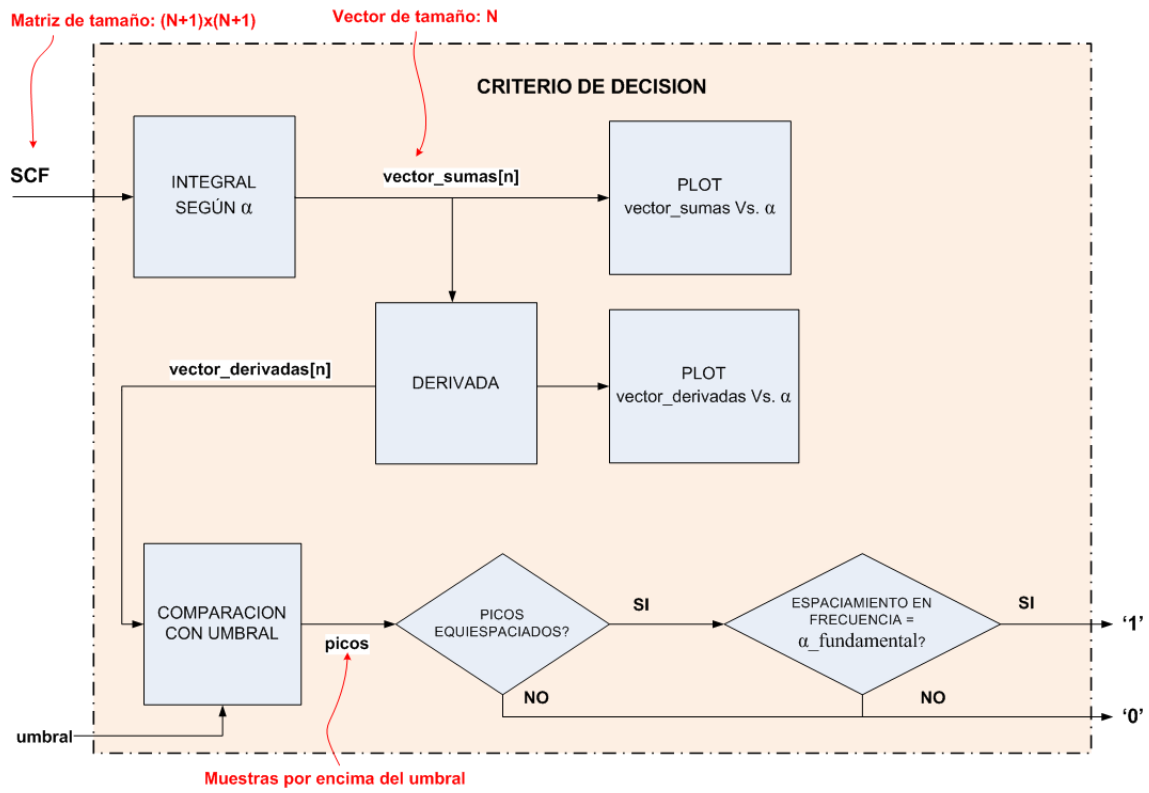 Matriz de tamaño: (N+1)x(N+1)
Vector de tamaño: N
CRITERIO DE DECISION
SCF
INTEGRAL
SEGÚN α
vector_sumas[n]
PLOT
vector_sumas Vs. α
vector_derivadas[n]
DERIVADA
PLOT
vector_derivadas Vs. α
COMPARACION
CON UMBRAL
picos
PICOS
EQUIESPACIADOS?
SI
ESPACIAMIENTO EN
FRECUENCIA =
α_fundamental?
SI
'1'
NO
NO
'0'
umbral
Muestras por encima del umbral